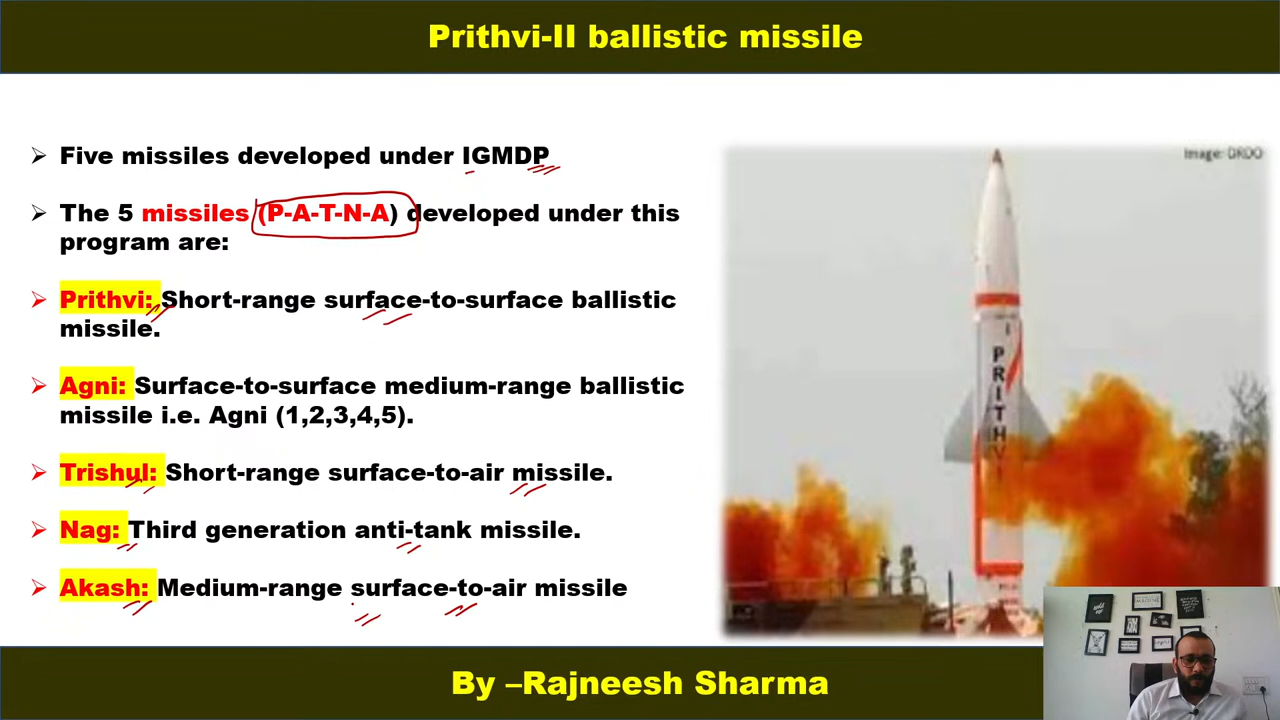 Prithvi-II ballistic missile
Image: DRDO
➢ Five missiles developed under IGMDP
➢ The 5 missiles (P-A-T-N-A) developed under this
program are:
➢ Prithvi: Short-range surface-to-surface ballistic
missile.
➢ Agni: Surface-to-surface medium-range ballistic
missile i.e. Agni (1,2,3,4,5).
➢ Trishul: Short-range surface-to-air missile.
➢ Nag: Third generation anti-tank missile.
➢ Akash: Medium-range surface-to-air missile
PRITHVI
By –Rajneesh Sharma